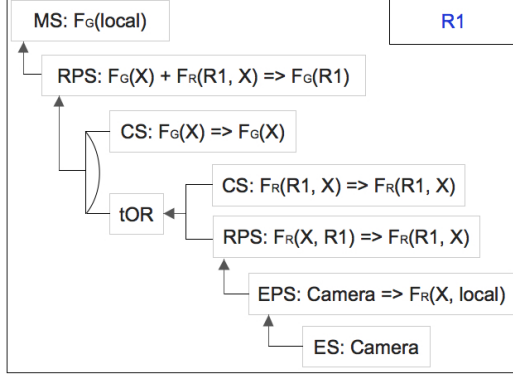 MS: FG(local)
R1
RPS: FG(X) + FR(R1, X) => FG(R1)
CS: FG(X) => FG(X)
tOR
CS: FR(R1, X) => FR(R1, X)
RPS: FR(X, R1) => FR(R1, X)
EPS: Camera => FR(X, local)
ES: Camera